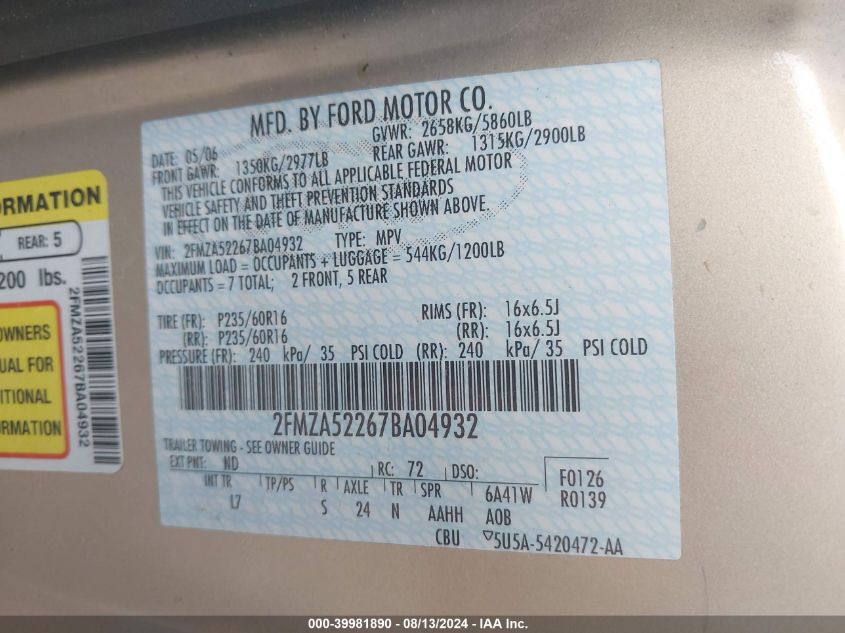 MFD. BY FORD MOTOR CO.
DATE: 05/06 GVWR: 2658KG/5860LB
FRONT GAWR: 1350KG/2977LB REAR GAWR: 1315KG/2900LB
THIS VEHICLE CONFORMS TO ALL APPLICABLE FEDERAL MOTOR
VEHICLE SAFETY AND THEFT PREVENTION STANDARDS
IN EFFECT ON THE DATE OF MANUFACTURE SHOWN ABOVE.
VIN: 2FMZA52267BA04932 TYPE: MPV
MAXIMUM LOAD = OCCUPANTS + LUGGAGE = 544KG/1200LB
OCCUPANTS = 7 TOTAL; 2 FRONT, 5 REAR
TIRE (FR): P235/60R16 RIMS (FR): 16x6.5J
(RR): P235/60R16 (RR): 16x6.5J
PRESSURE (FR): 240 kPa/ 35 PSI COLD (RR): 240 kPa/ 35 PSI COLD
2FMZA52267BA04932
TRAILER TOWING - SEE OWNER GUIDE
EXT PNT: ND RC: 72 DSO: F0126
INT TR TP/PS R AXLE TR SPR 6A41W R0139
L7 S 24 N AAHH A0B
CBU ▽5U5A-5420472-AA
ORMATION
REAR: 5
200 lbs.
OWNERS
UAL FOR
ITIONAL
ORMATION
2FMZA52267BA04932
000-39981890 - 08/13/2024 - IAA Inc.